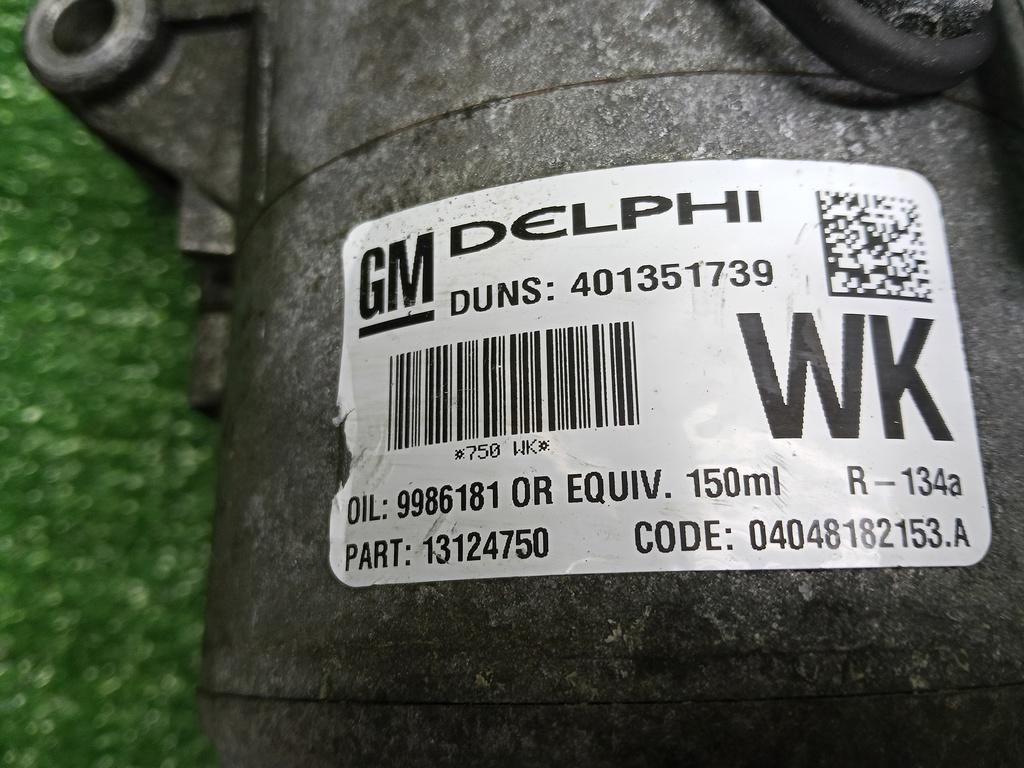 GM DELPHI
DUNS: 401351739
WK
*750 WK*
OIL: 9986181 OR EQUIV. 150ml R-134a
PART: 13124750 CODE: 04048182153.A